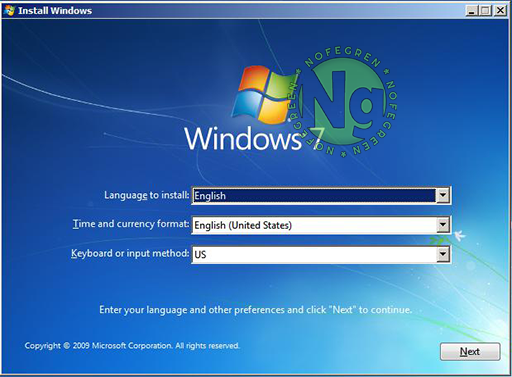 Install Windows
NOFEGREN NOFEGREEN NOFEGREEN
Ng
Windows 7
Language to install: English
Time and currency format: English (United States)
Keyboard or input method: US
Enter your language and other preferences and click "Next" to continue.
Copyright © 2009 Microsoft Corporation. All rights reserved.
Next